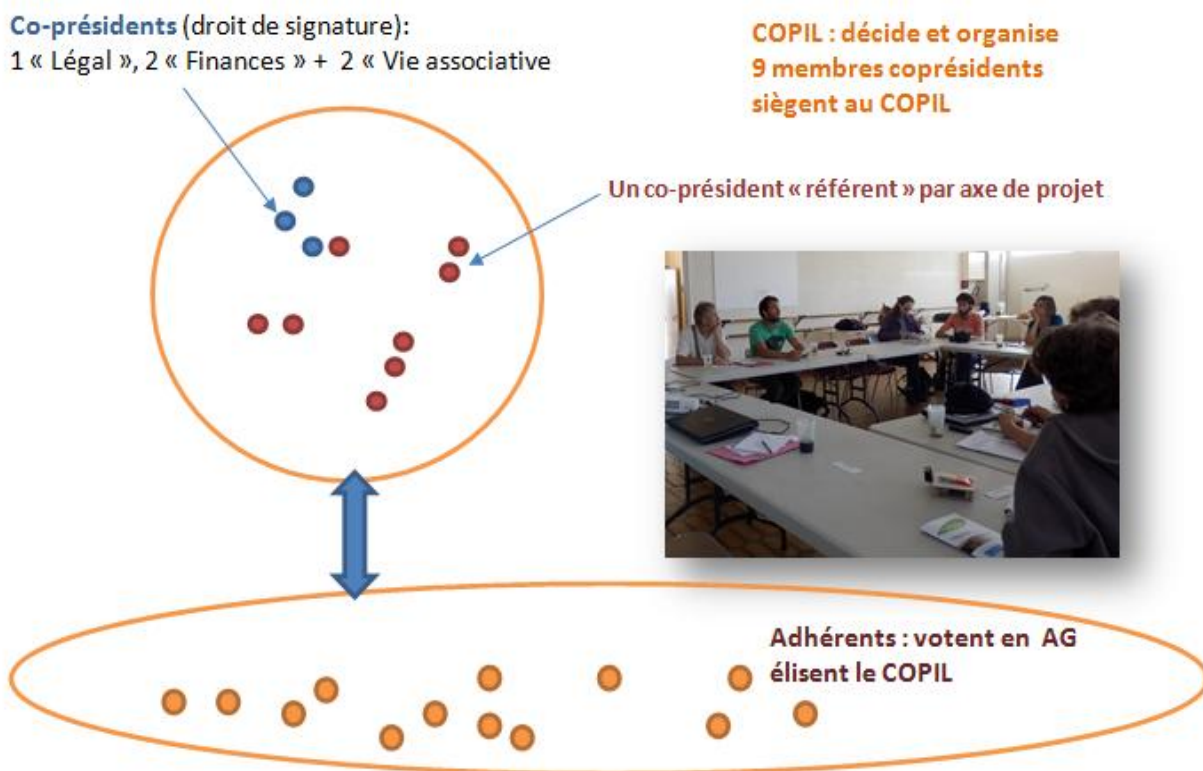 Co-présidents (droit de signature):
1 « Légal », 2 « Finances » + 2 « Vie associative
COPIL : décide et organise
9 membres coprésidents
siègent au COPIL
Un co-président « référent » par axe de projet
Adhérents : votent en AG
élisent le COPIL